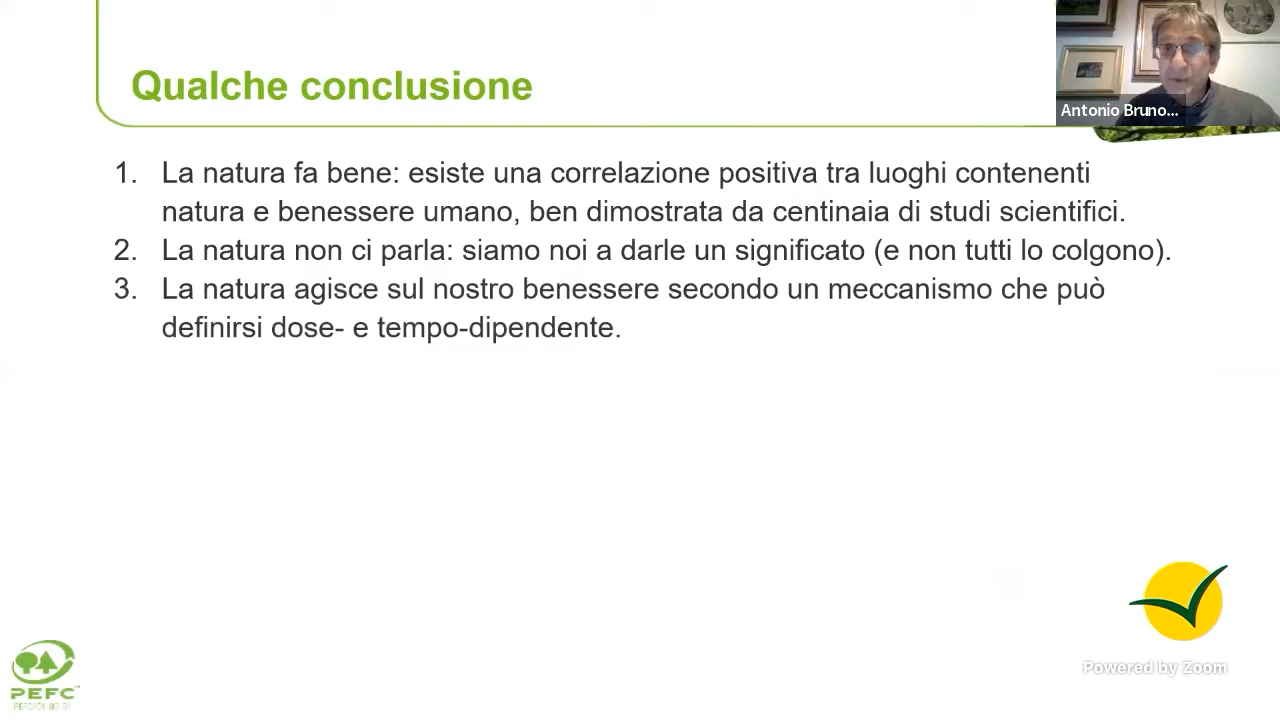 Qualche conclusione
Antonio Bruno...
1. La natura fa bene: esiste una correlazione positiva tra luoghi contenenti
natura e benessere umano, ben dimostrata da centinaia di studi scientifici.
2. La natura non ci parla: siamo noi a darle un significato (e non tutti lo colgono).
3. La natura agisce sul nostro benessere secondo un meccanismo che può
definirsi dose- e tempo-dipendente.
Powered by Zoom
PEFC